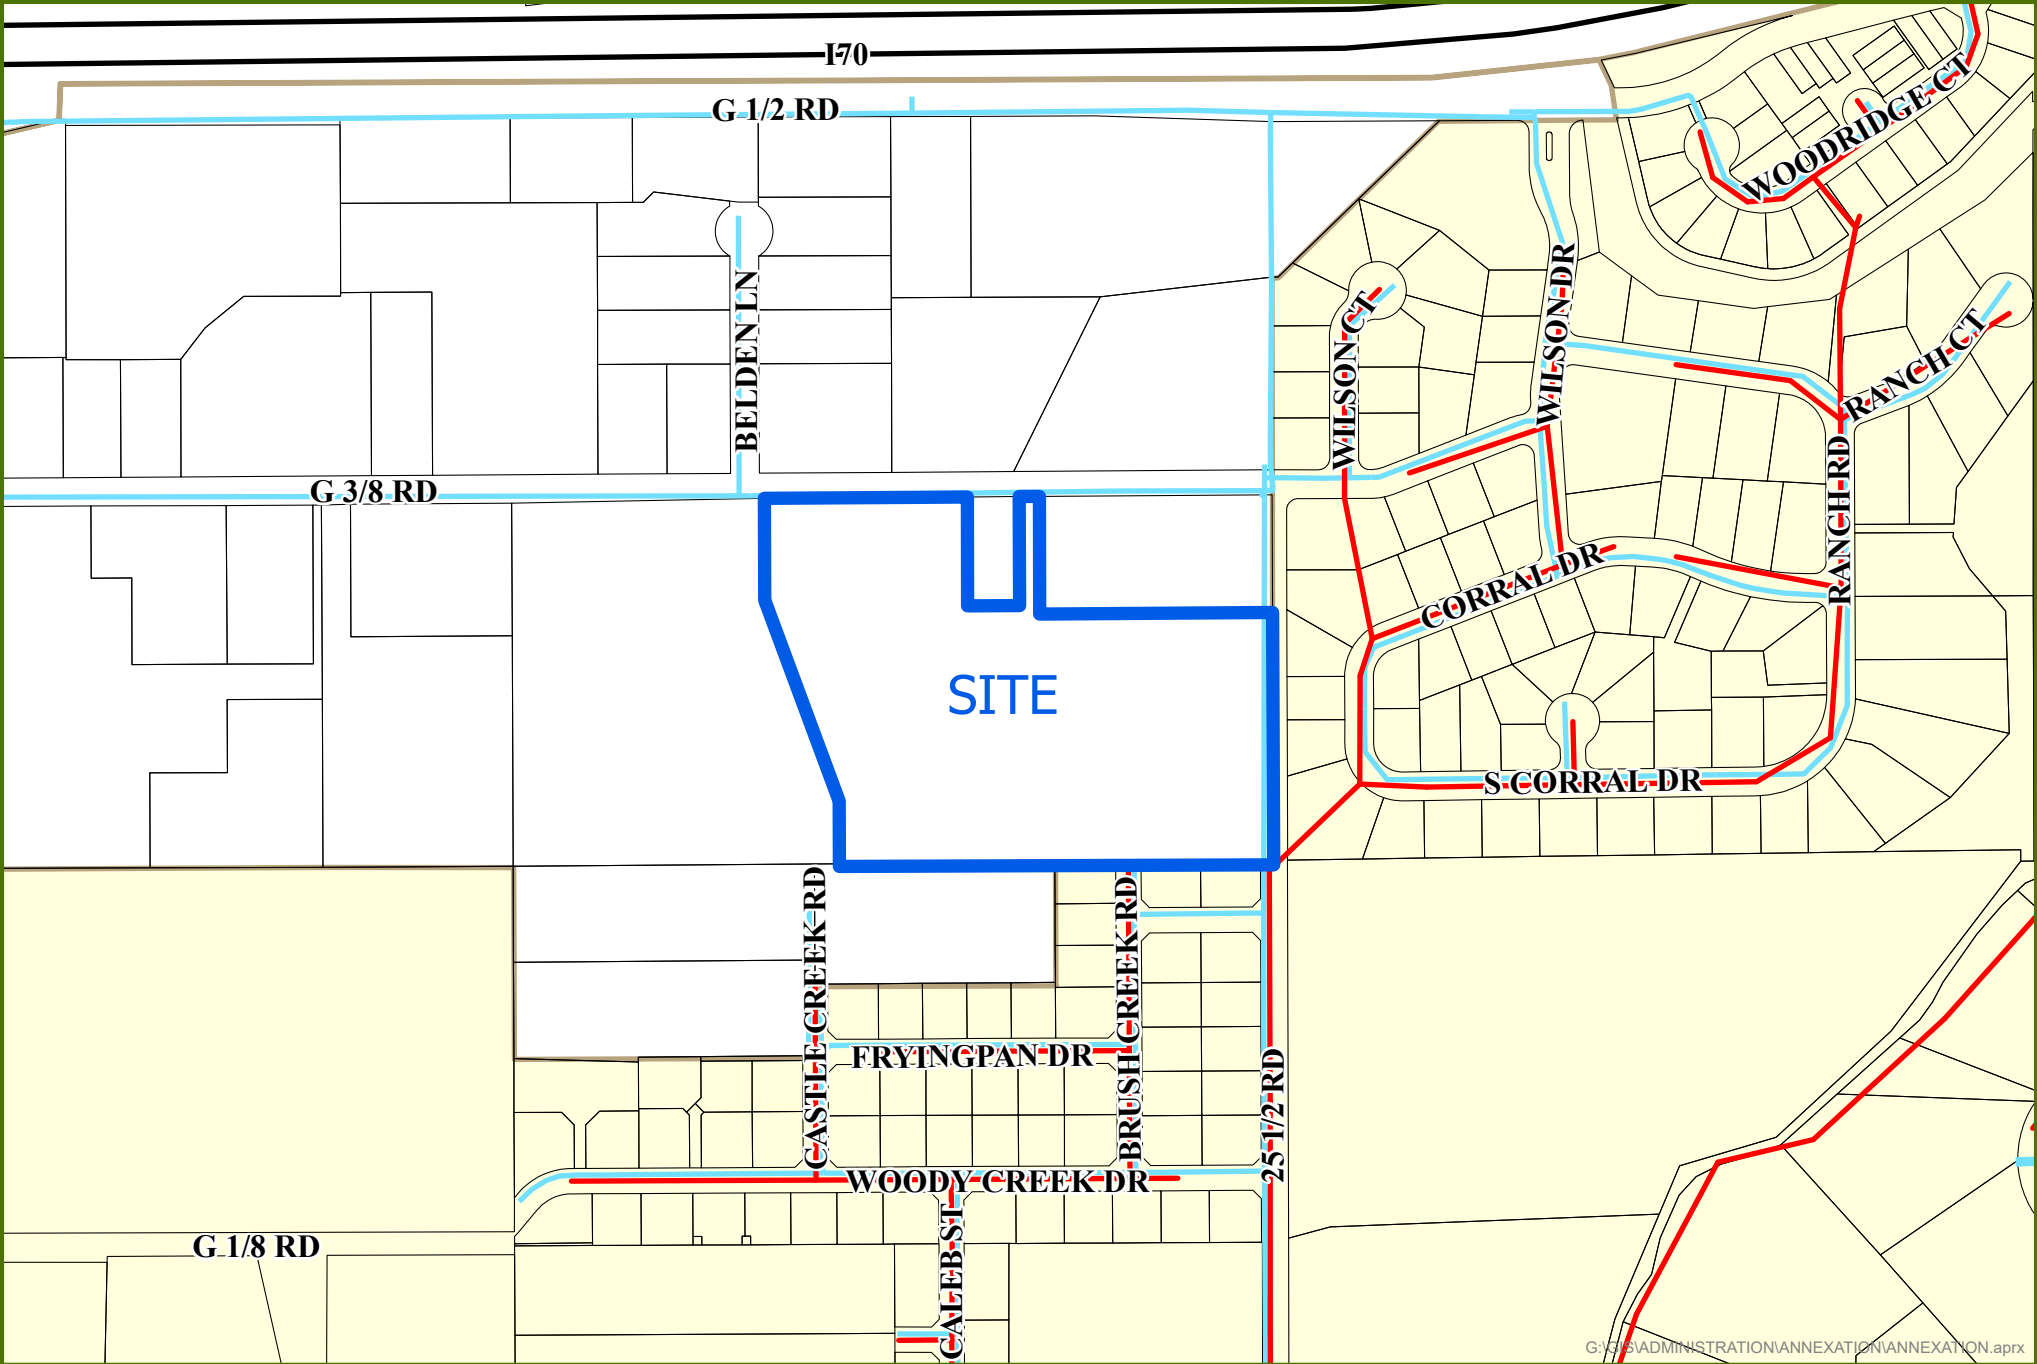 I-70
G 1/2 RD
WOODRIDGE CT
BELDEN LN
WILSON CT
WILSON DR
RANCH CT
RANCH RD
G 3/8 RD
CORRAL DR
SITE
S CORRAL DR
CASTLE CREEK RD
BRUSH CREEK RD
FRYINGPAN DR
25 1/2 RD
WOODY CREEK DR
G 1/8 RD
CALEB ST
G:\GIS\ADMINISTRATION\ANNEXATION\ANNEXATION.aprx